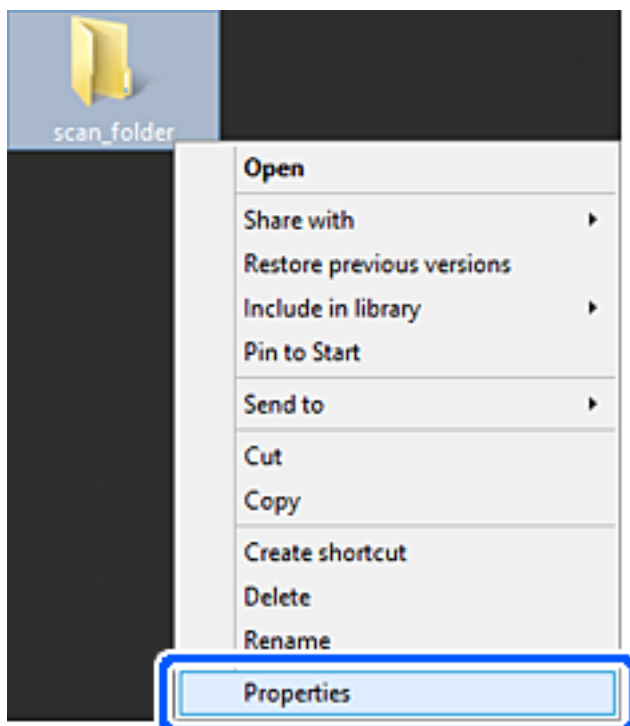 scan_folder
Open
Share with
Restore previous versions
Include in library
Pin to Start
Send to
Cut
Copy
Create shortcut
Delete
Rename
Properties